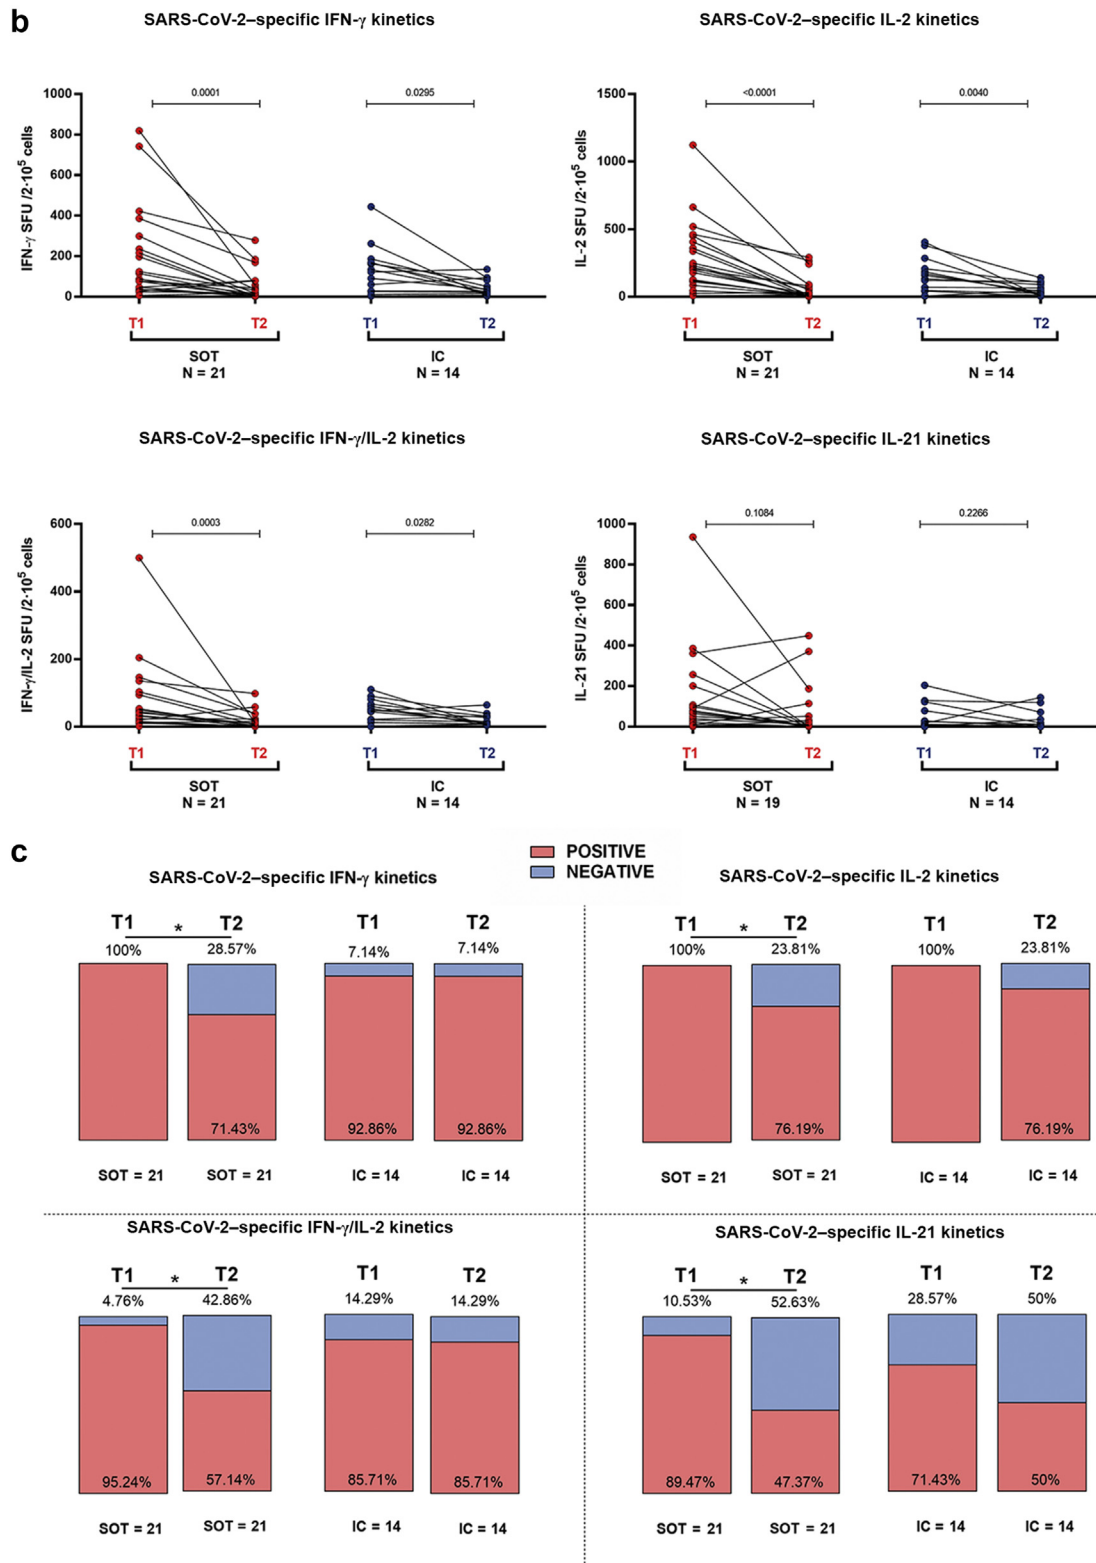 b
SARS-CoV-2–specific IFN-γ kinetics
IFN-γ SFU /2·10⁵ cells
1000
800
600
400
200
0
0.0001
0.0295
T1
T2
T1
T2
SOT
N = 21
IC
N = 14
SARS-CoV-2–specific IL-2 kinetics
IL-2 SFU /2·10⁵ cells
1500
1000
500
0
<0.0001
0.0040
T1
T2
T1
T2
SOT
N = 21
IC
N = 14
SARS-CoV-2–specific IFN-γ/IL-2 kinetics
IFN-γ/IL-2 SFU /2·10⁵ cells
600
400
200
0
0.0003
0.0282
T1
T2
T1
T2
SOT
N = 21
IC
N = 14
SARS-CoV-2–specific IL-21 kinetics
IL-21 SFU /2·10⁵ cells
1000
800
600
400
200
0
0.1084
0.2266
T1
T2
T1
T2
SOT
N = 19
IC
N = 14
c
POSITIVE
NEGATIVE
SARS-CoV-2–specific IFN-γ kinetics
T1 * T2 T1 T2
100% 28.57% 7.14% 7.14%
71.43% 92.86% 92.86%
SOT = 21 SOT = 21 IC = 14 IC = 14
SARS-CoV-2–specific IL-2 kinetics
T1 * T2 T1 T2
100% 23.81% 100% 23.81%
76.19% 76.19%
SOT = 21 SOT = 21 IC = 14 IC = 14
SARS-CoV-2–specific IFN-γ/IL-2 kinetics
T1 * T2 T1 T2
4.76% 42.86% 14.29% 14.29%
95.24% 57.14% 85.71% 85.71%
SOT = 21 SOT = 21 IC = 14 IC = 14
SARS-CoV-2–specific IL-21 kinetics
T1 * T2 T1 T2
10.53% 52.63% 28.57% 50%
89.47% 47.37% 71.43% 50%
SOT = 21 SOT = 21 IC = 14 IC = 14